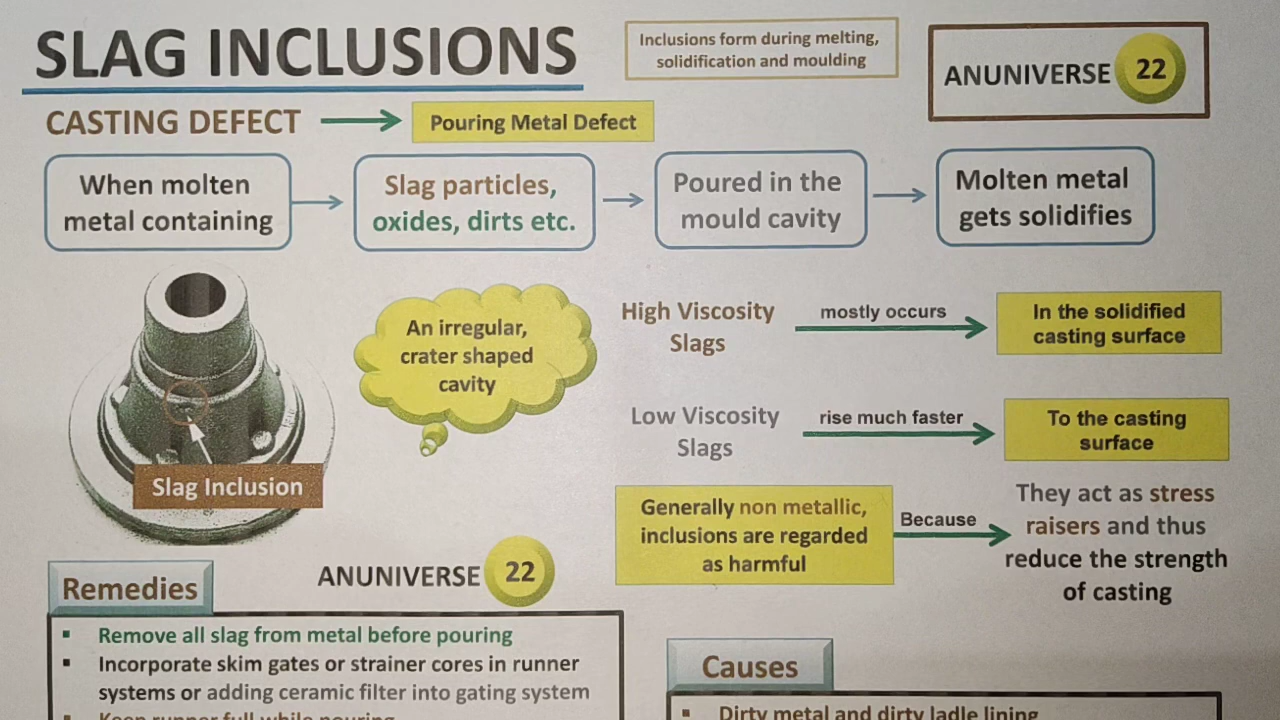 SLAG INCLUSIONS
Inclusions form during melting,
solidification and moulding
ANUNIVERSE 22
CASTING DEFECT
Pouring Metal Defect
When molten
metal containing
Slag particles,
oxides, dirts etc.
Poured in the
mould cavity
Molten metal
gets solidifies
An irregular,
crater shaped
cavity
Slag Inclusion
High Viscosity
Slags
mostly occurs
In the solidified
casting surface
Low Viscosity
Slags
rise much faster
To the casting
surface
Generally non metallic,
inclusions are regarded
as harmful
Because
They act as stress
raisers and thus
reduce the strength
of casting
ANUNIVERSE 22
Remedies
▪ Remove all slag from metal before pouring
▪ Incorporate skim gates or strainer cores in runner
systems or adding ceramic filter into gating system
▪ Keep runner full while pouring
Causes
▪ Dirty metal and dirty ladle lining